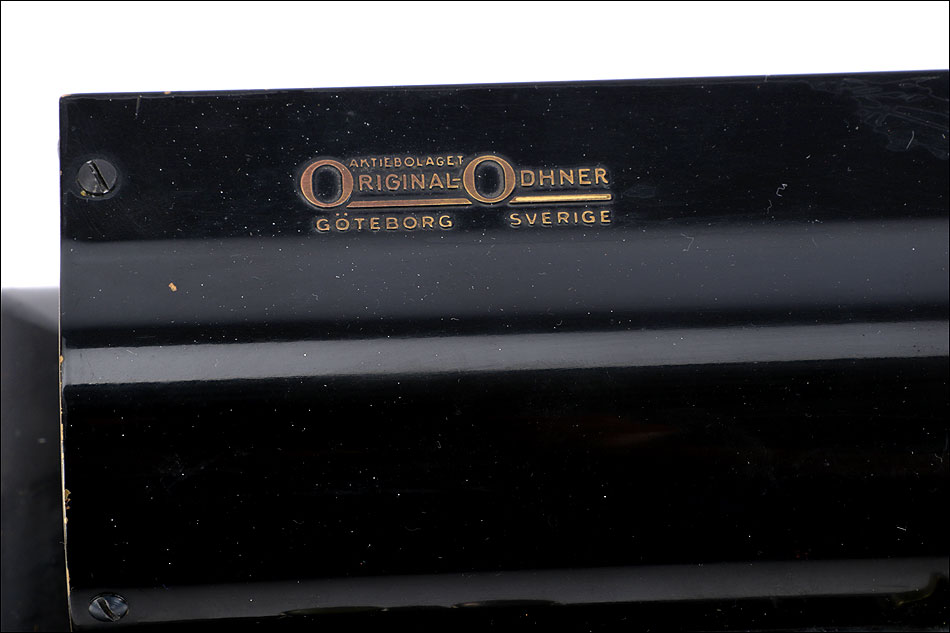 AKTIEBOLAGET
ORIGINAL-ODHNER
GÖTEBORG SVERIGE